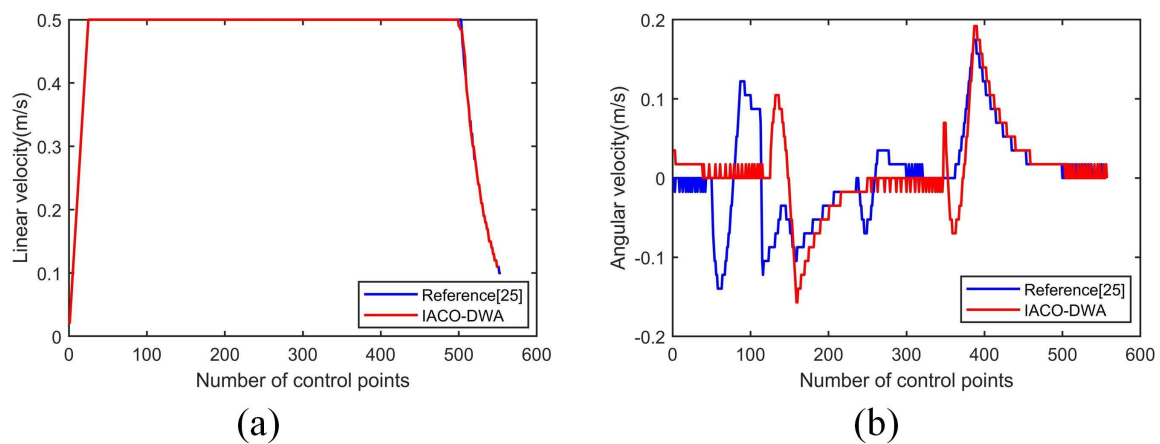 0.5
0.4
0.3
0.2
0.1
0
Linear velocity(m/s)
Reference[25]
IACO-DWA
0 100 200 300 400 500 600
Number of control points
(a)
0.2
0.1
0
-0.1
-0.2
Angular velocity(m/s)
Reference[25]
IACO-DWA
0 100 200 300 400 500 600
Number of control points
(b)